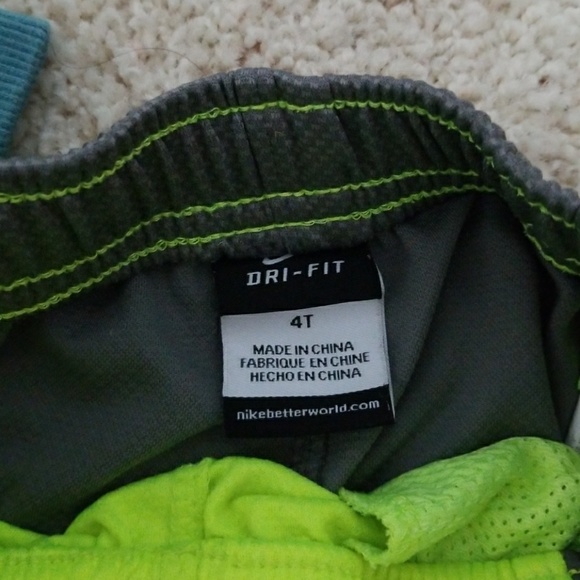 DRI-FIT
4T
MADE IN CHINA
FABRIQUE EN CHINE
HECHO EN CHINA
nikebetterworld.com